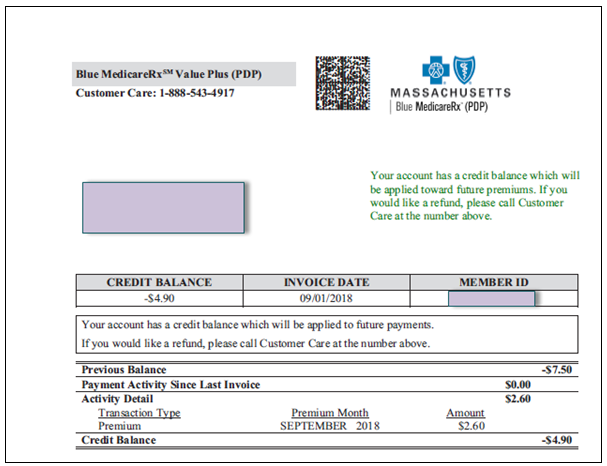 Blue MedicareRx℠ Value Plus (PDP)
Customer Care: 1-888-543-4917
MASSACHUSETTS
Blue MedicareRx (PDP)
Your account has a credit balance which will
be applied toward future premiums. If you
would like a refund, please call Customer
Care at the number above.
CREDIT BALANCE INVOICE DATE MEMBER ID
-$4.90 09/01/2018
Your account has a credit balance which will be applied to future payments.
If you would like a refund, please call Customer Care at the number above.
Previous Balance -$7.50
Payment Activity Since Last Invoice $0.00
Activity Detail $2.60
Transaction Type Premium Month Amount
Premium SEPTEMBER 2018 $2.60
Credit Balance -$4.90